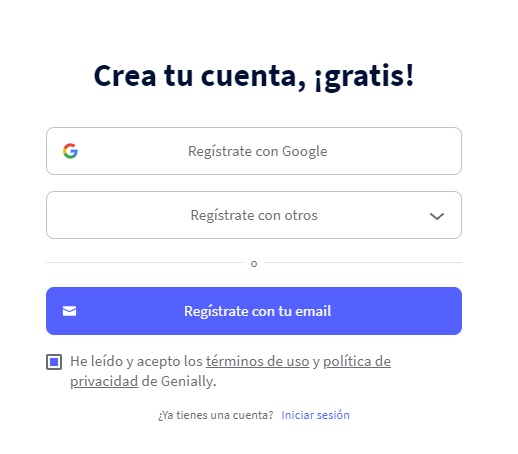 Crea tu cuenta, ¡gratis!
Regístrate con Google
Regístrate con otros
o
Regístrate con tu email
He leído y acepto los términos de uso y política de
privacidad de Genially.
¿Ya tienes una cuenta? Iniciar sesión